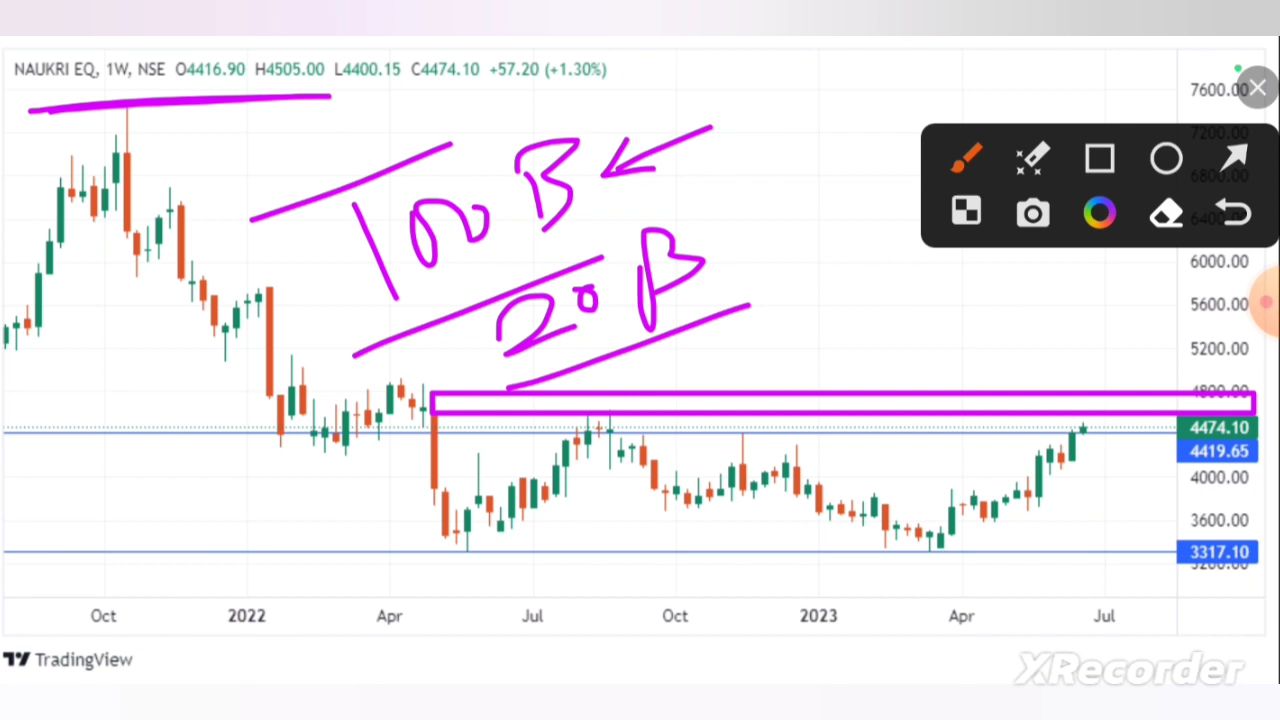 NAUKRI EQ, 1W, NSE O4416.90 H4505.00 L4400.15 C4474.10 +57.20 (+1.30%)
7600.00
7200.00
6800.00
6400.00
6000.00
5600.00
5200.00
4800.00
4474.10
4419.65
4000.00
3600.00
3317.10
3200.00
100 B
20 B
Oct 2022 Apr Jul Oct 2023 Apr Jul
TradingView
XRecorder